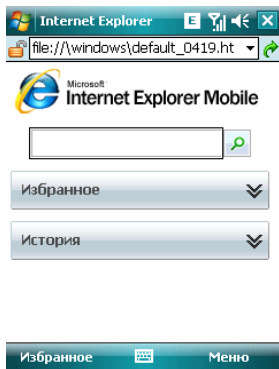 Internet Explorer E
file://\windows\default_0419.ht
Microsoft
Internet Explorer Mobile
Избранное
История
Избранное Меню